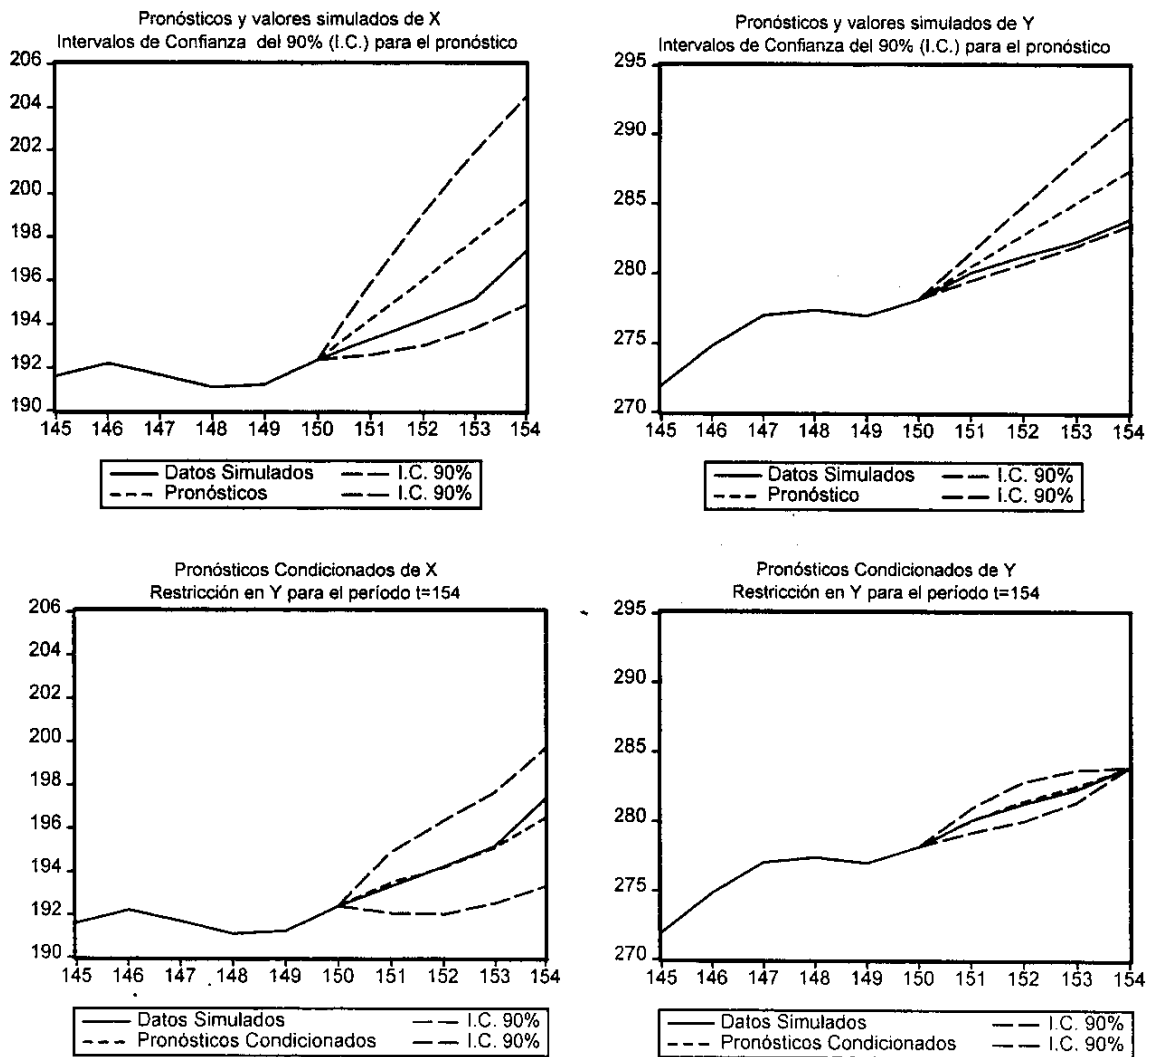 Pronósticos y valores simulados de X
Intervalos de Confianza del 90% (I.C.) para el pronóstico
206
204
202
200
198
196
194
192
190
145 146 147 148 149 150 151 152 153 154
Datos Simulados I.C. 90%
Pronósticos I.C. 90%
Pronósticos y valores simulados de Y
Intervalos de Confianza del 90% (I.C.) para el pronóstico
295
290
285
280
275
270
145 146 147 148 149 150 151 152 153 154
Datos Simulados I.C. 90%
Pronóstico I.C. 90%
Pronósticos Condicionados de X
Restricción en Y para el período t=154
206
204
202
200
198
196
194
192
190
145 146 147 148 149 150 151 152 153 154
Datos Simulados I.C. 90%
Pronósticos Condicionados I.C. 90%
Pronósticos Condicionados de Y
Restricción en Y para el período t=154
295
290
285
280
275
270
145 146 147 148 149 150 151 152 153 154
Datos Simulados I.C. 90%
Pronósticos Condicionados I.C. 90%